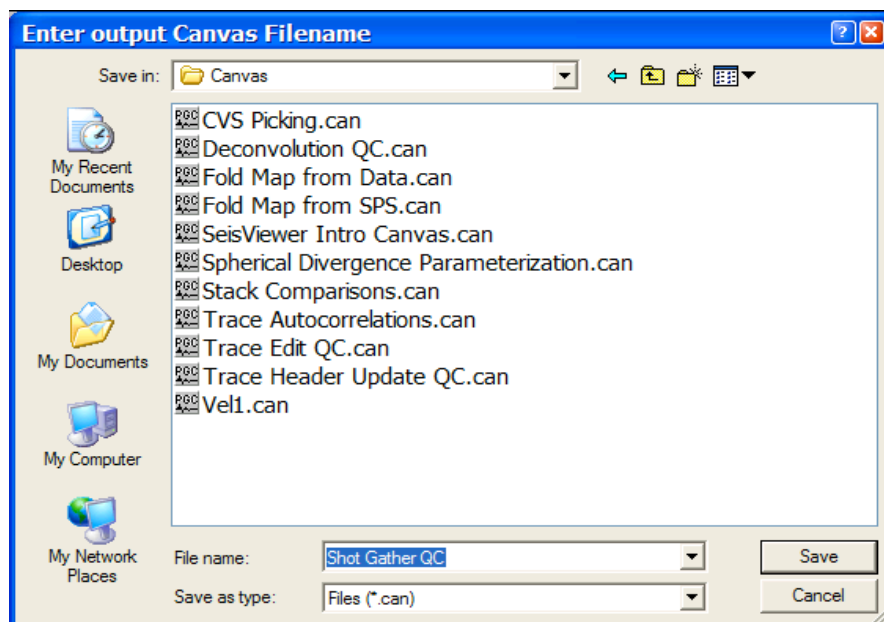 Enter output Canvas Filename
Save in:
Canvas
My Recent
Documents
Desktop
My Documents
My Computer
My Network
Places
CVS Picking.can
Deconvolution QC.can
Fold Map from Data.can
Fold Map from SPS.can
SeisViewer Intro Canvas.can
Spherical Divergence Parameterization.can
Stack Comparisons.can
Trace Autocorrelations.can
Trace Edit QC.can
Trace Header Update QC.can
Vel1.can
File name:
Shot Gather QC
Save
Save as type:
Files (*.can)
Cancel